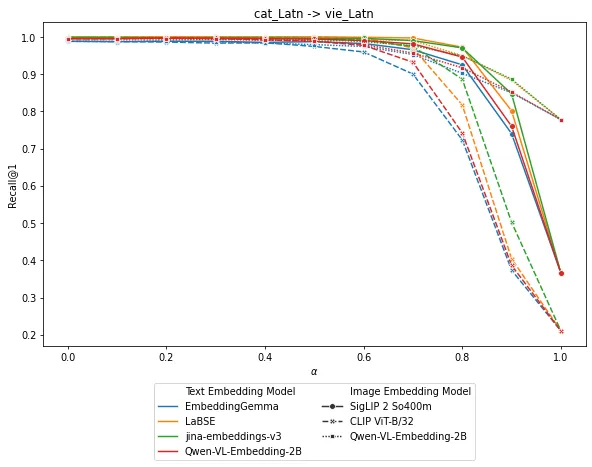 cat_Latn -> vie_Latn
1.0
0.9
0.8
0.7
0.6
0.5
0.4
0.3
0.2
Recall@1
0.0 0.2 0.4 0.6 0.8 1.0
α
Text Embedding Model Image Embedding Model
EmbeddingGemma SigLIP 2 So400m
LaBSE CLIP ViT-B/32
jina-embeddings-v3 Qwen-VL-Embedding-2B
Qwen-VL-Embedding-2B